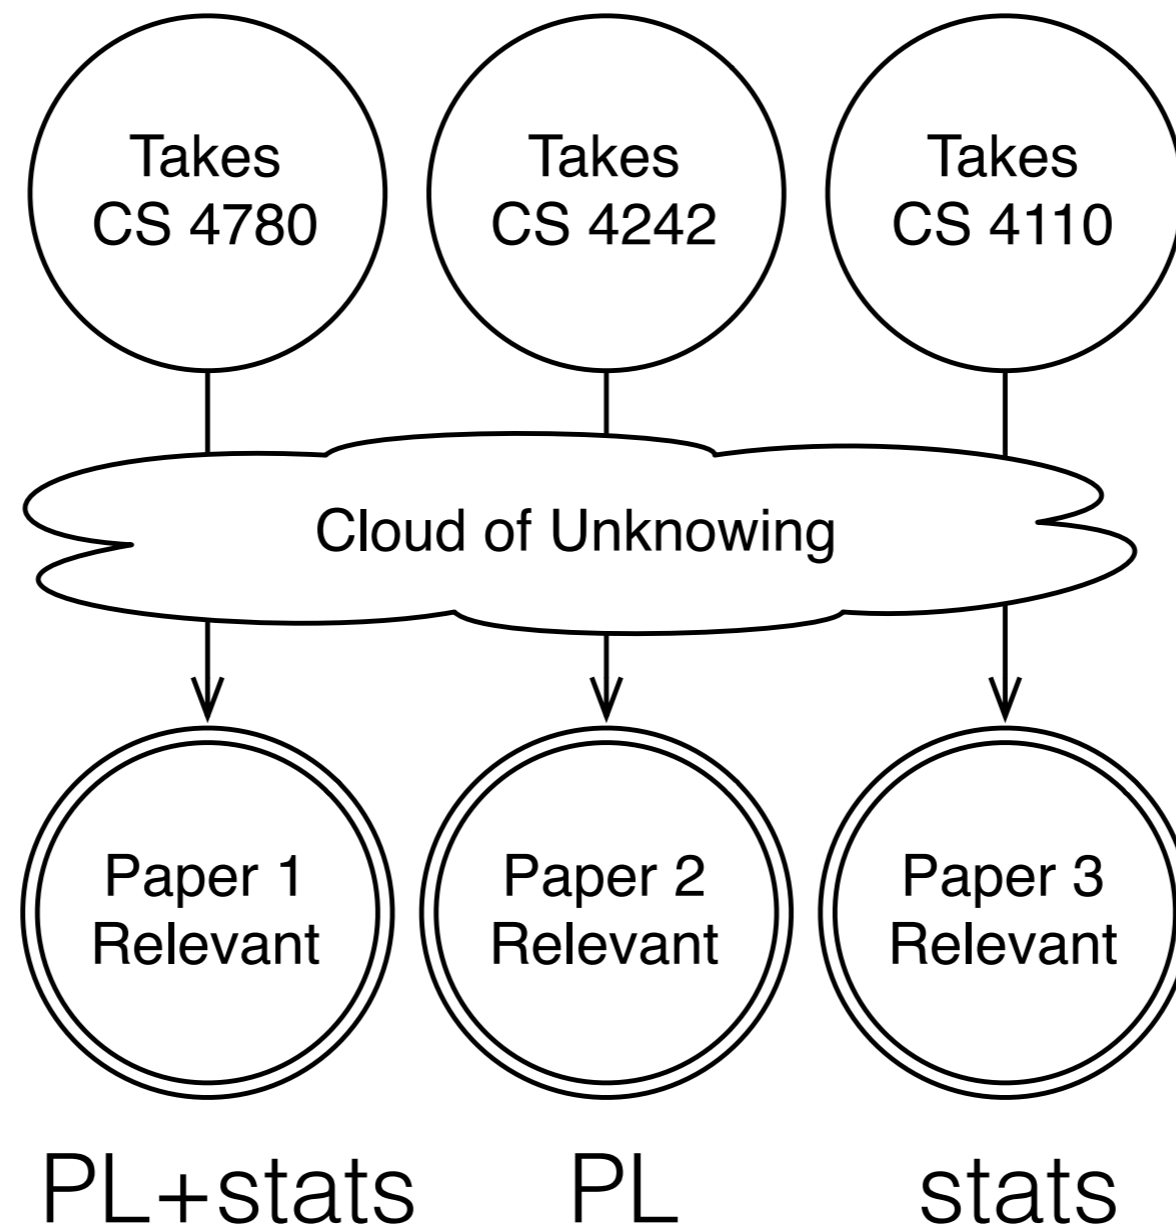 Takes
CS 4780
Takes
CS 4242
Takes
CS 4110
Cloud of Unknowing
Paper 1
Relevant
Paper 2
Relevant
Paper 3
Relevant
PL+stats
PL
stats